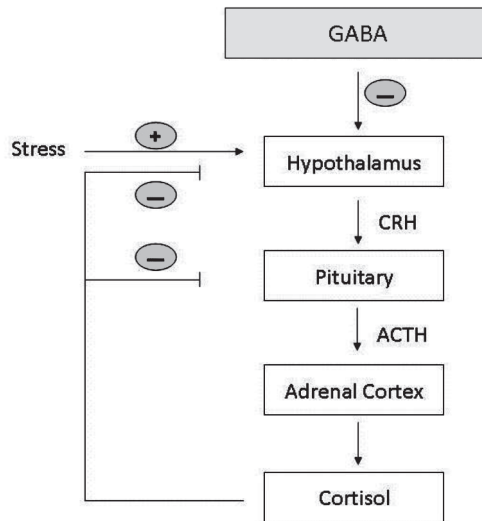 GABA
−
+
Stress
Hypothalamus
−
CRH
−
Pituitary
ACTH
Adrenal Cortex
Cortisol